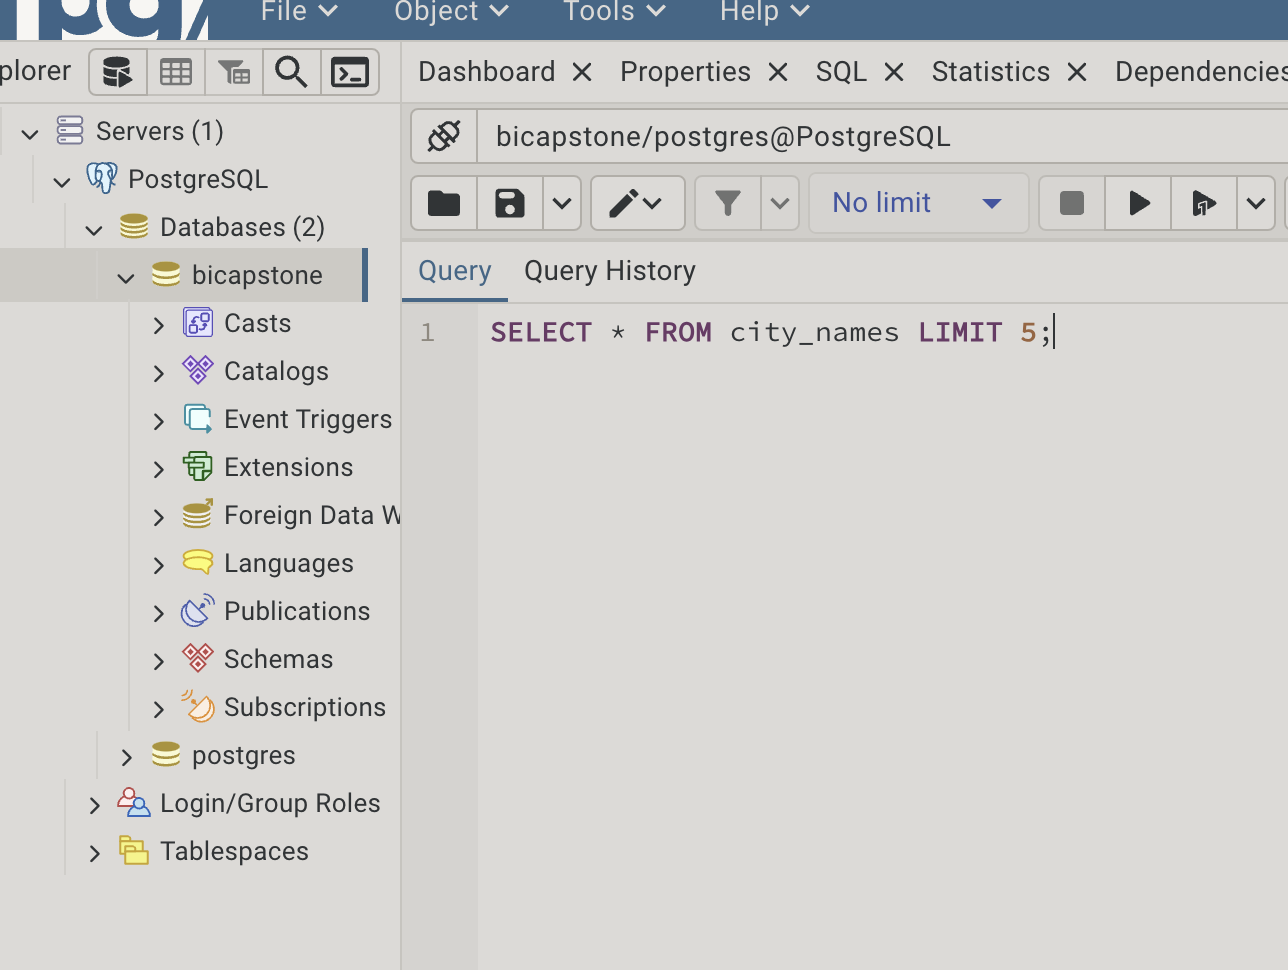 File Object Tools Help
plorer
Dashboard Properties SQL Statistics Dependencies
Servers (1)
bicapstone/postgres@PostgreSQL
PostgreSQL
No limit
Databases (2)
bicapstone
Query Query History
Casts
1 SELECT * FROM city_names LIMIT 5;
Catalogs
Event Triggers
Extensions
Foreign Data W
Languages
Publications
Schemas
Subscriptions
postgres
Login/Group Roles
Tablespaces